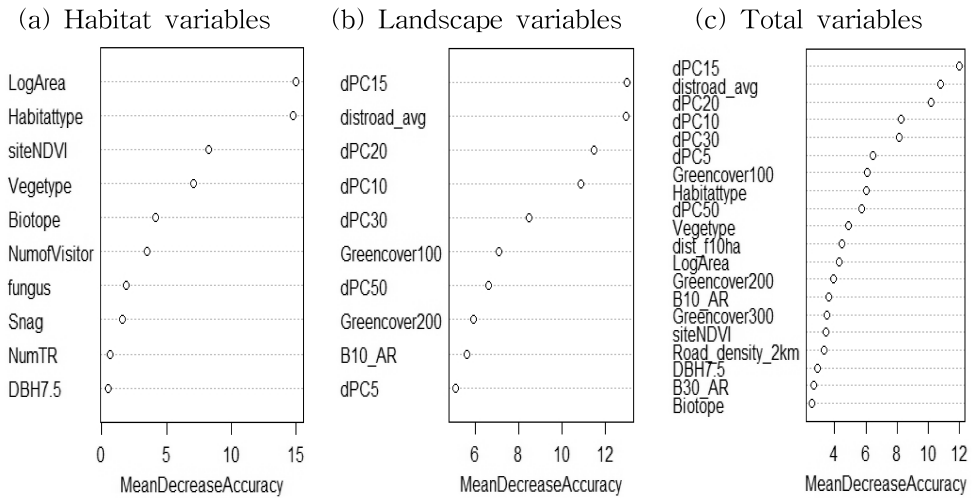 (a) Habitat variables
LogArea
Habitattype
siteNDVI
Vegetype
Biotope
NumofVisitor
fungus
Snag
NumTR
DBH7.5
0 5 10 15
MeanDecreaseAccuracy
(b) Landscape variables
dPC15
distroad_avg
dPC20
dPC10
dPC30
Greencover100
dPC50
Greencover200
B10_AR
dPC5
6 8 10 12
MeanDecreaseAccuracy
(c) Total variables
dPC15
distroad_avg
dPC20
dPC10
dPC30
dPC5
Greencover100
Habitattype
dPC50
Vegetype
dist_f10ha
LogArea
Greencover200
B10_AR
Greencover300
siteNDVI
Road_density_2km
DBH7.5
B30_AR
Biotope
4 6 8 10 12
MeanDecreaseAccuracy